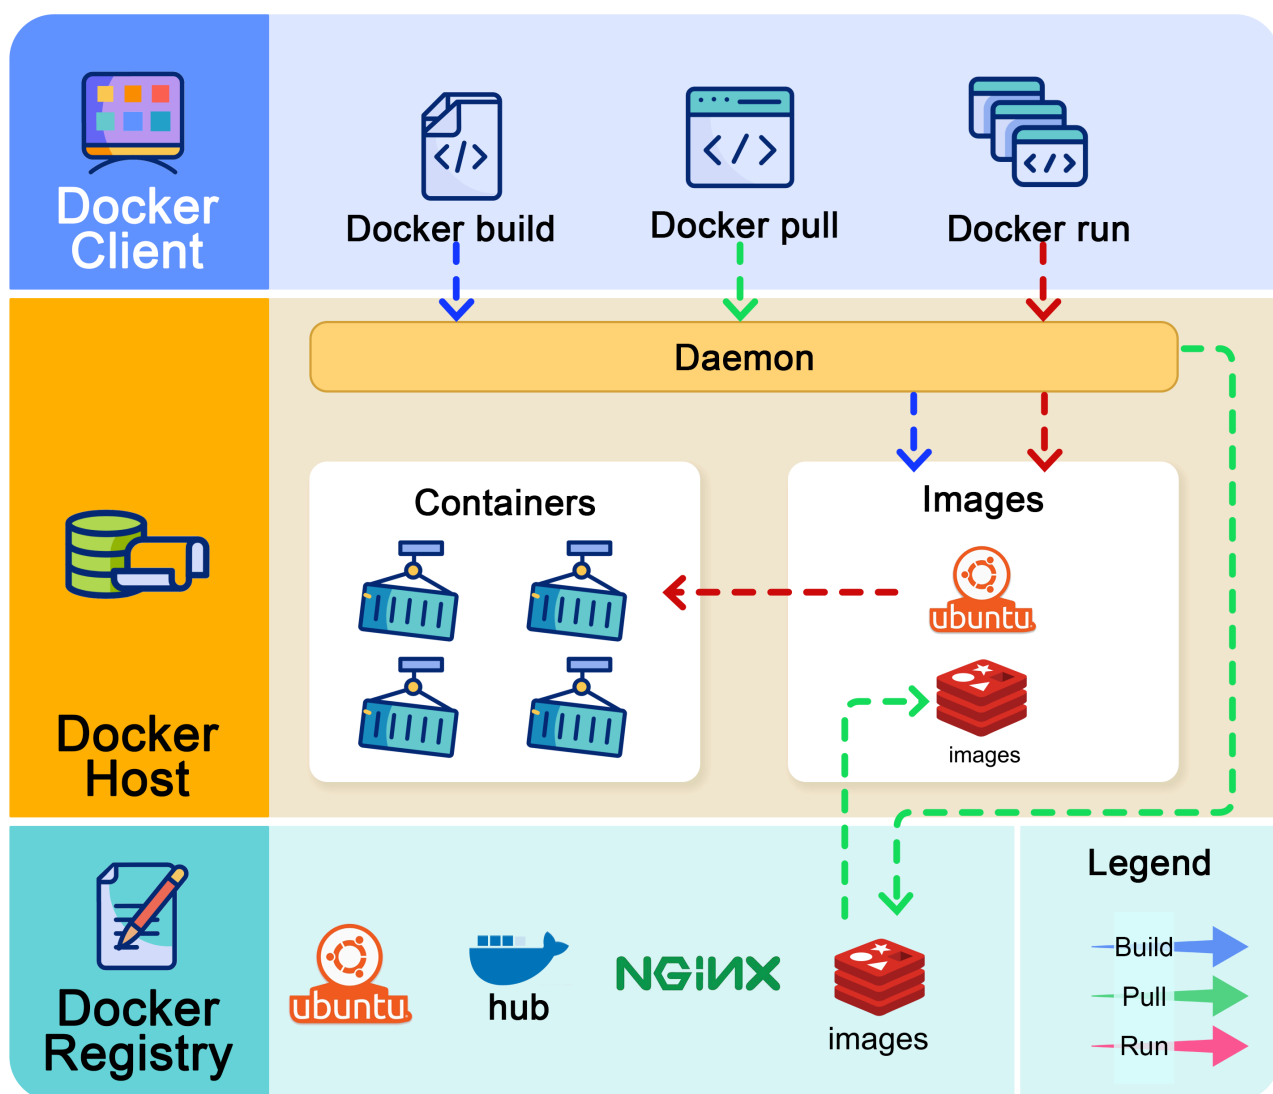 Docker
Client
Docker build
Docker pull
Docker run
Daemon
Docker
Host
Containers
Images
ubuntu
images
Docker
Registry
ubuntu
hub
NGiNX
images
Legend
Build
Pull
Run